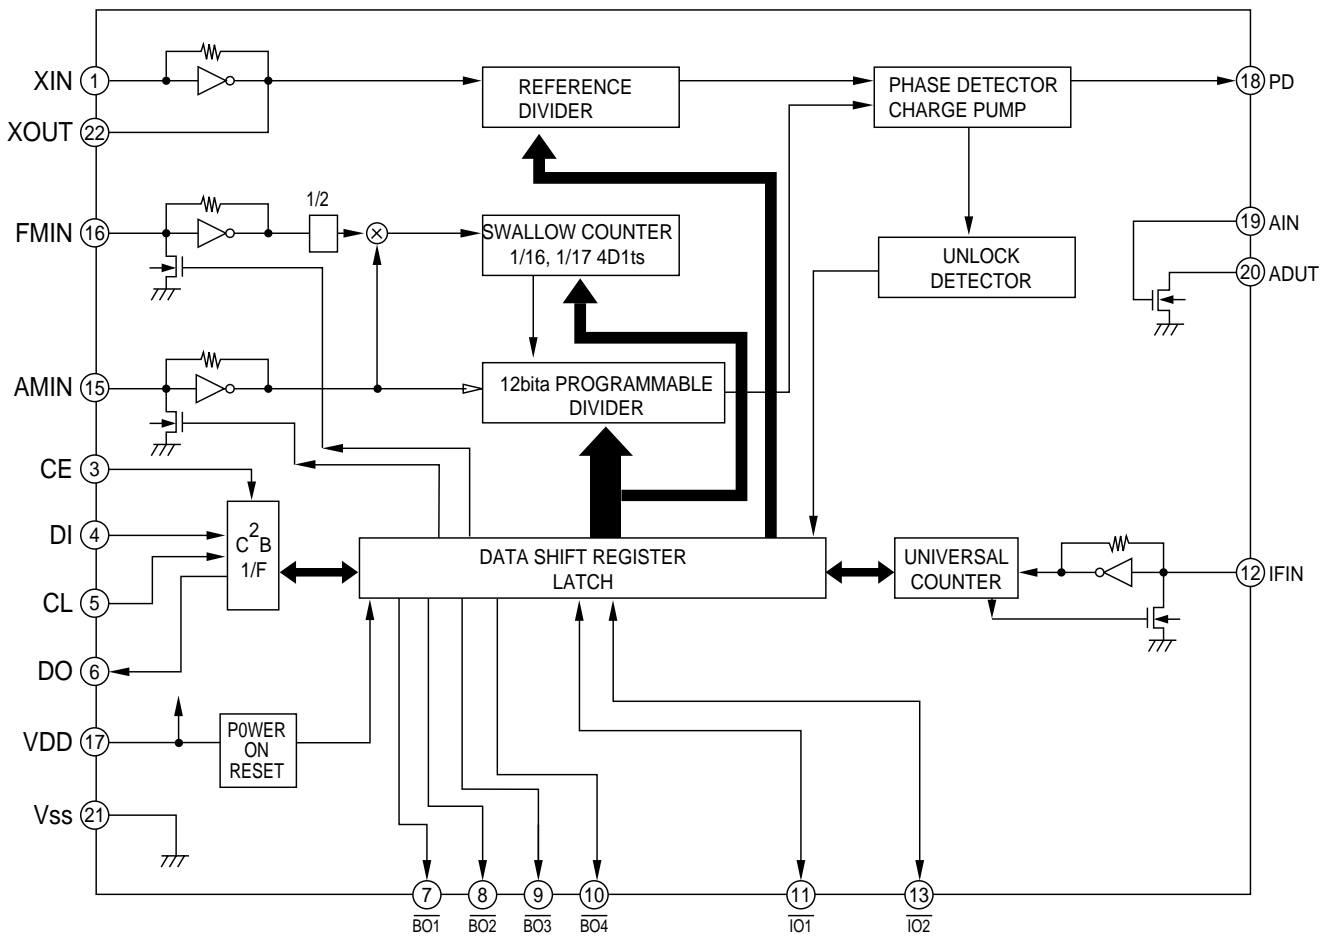 XIN 1
REFERENCE
DIVIDER
PHASE DETECTOR
CHARGE PUMP
18 PD
XOUT 22
1/2
FMIN 16
SWALLOW COUNTER
1/16, 1/17 4D1ts
19 AIN
UNLOCK
DETECTOR
20 ADUT
AMIN 15
12bita PROGRAMMABLE
DIVIDER
CE 3
DI 4
C2B
1/F
DATA SHIFT REGISTER
LATCH
UNIVERSAL
COUNTER
12 IFIN
CL 5
DO 6
VDD 17
P0WER
ON
RESET
Vss 21
7 8 9 10 11 13
BO1 BO2 BO3 BO4 IO1 IO2